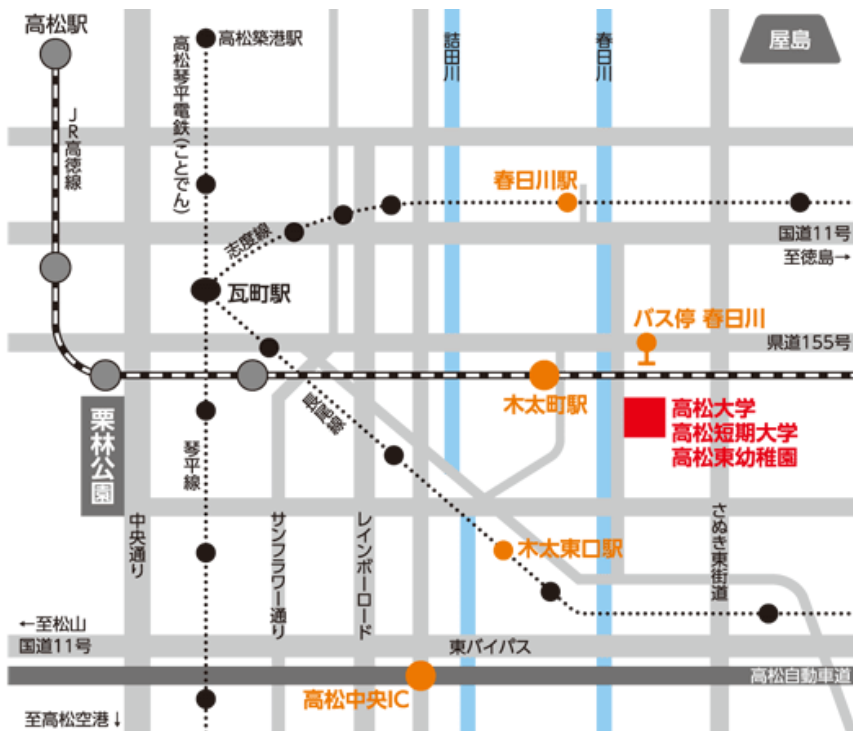 高松駅
高松築港駅
詰田川
春日川
屋島
JR高徳線
高松琴平電鉄(ことでん)
春日川駅
志度線
国道11号
至徳島→
瓦町駅
バス停 春日川
県道155号
木太町駅
高松大学
高松短期大学
高松東幼稚園
栗林公園
長尾線
琴平線
中央通り
サンフラワー通り
レインボーロード
さぬき東街道
木太東口駅
←至松山
国道11号
東バイパス
高松自動車道
高松中央IC
至高松空港↓